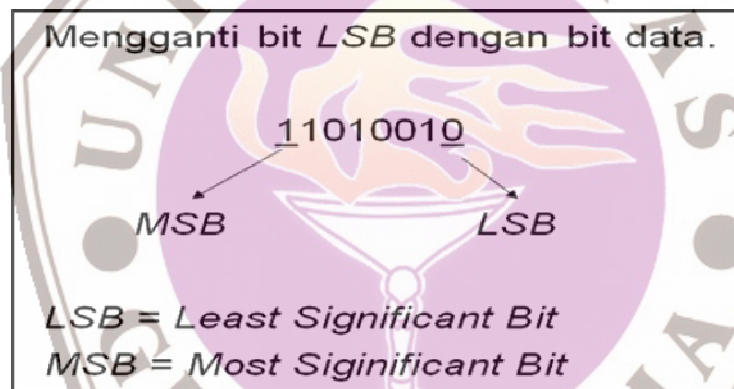 Mengganti bit LSB dengan bit data.
11010010
MSB LSB
LSB = Least Significant Bit
MSB = Most Siginificant Bit